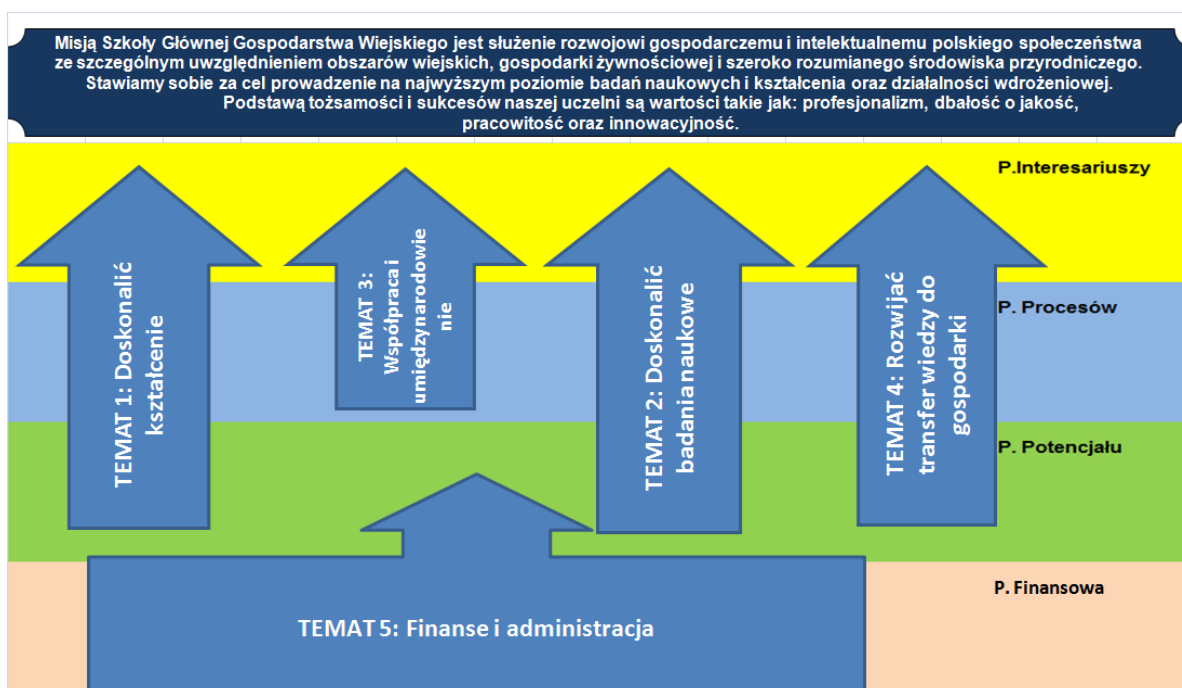 Misją Szkoły Głównej Gospodarstwa Wiejskiego jest służenie rozwojowi gospodarczemu i intelektualnemu polskiego społeczeństwa
ze szczególnym uwzględnieniem obszarów wiejskich, gospodarki żywnościowej i szeroko rozumianego środowiska przyrodniczego.
Stawiamy sobie za cel prowadzenie na najwyższym poziomie badań naukowych i kształcenia oraz działalności wdrożeniowej.
Podstawą tożsamości i sukcesów naszej uczelni są wartości takie jak: profesjonalizm, dbałość o jakość,
pracowitość oraz innowacyjność.
P.Interesariuszy
TEMAT 1: Doskonalić
kształcenie
TEMAT 3:
Współpraca i
umiędzynarodowie
nie
TEMAT 2: Doskonalić
badania naukowe
TEMAT 4: Rozwijać
transfer wiedzy do
gospodarki
P. Procesów
P. Potencjału
P. Finansowa
TEMAT 5: Finanse i administracja